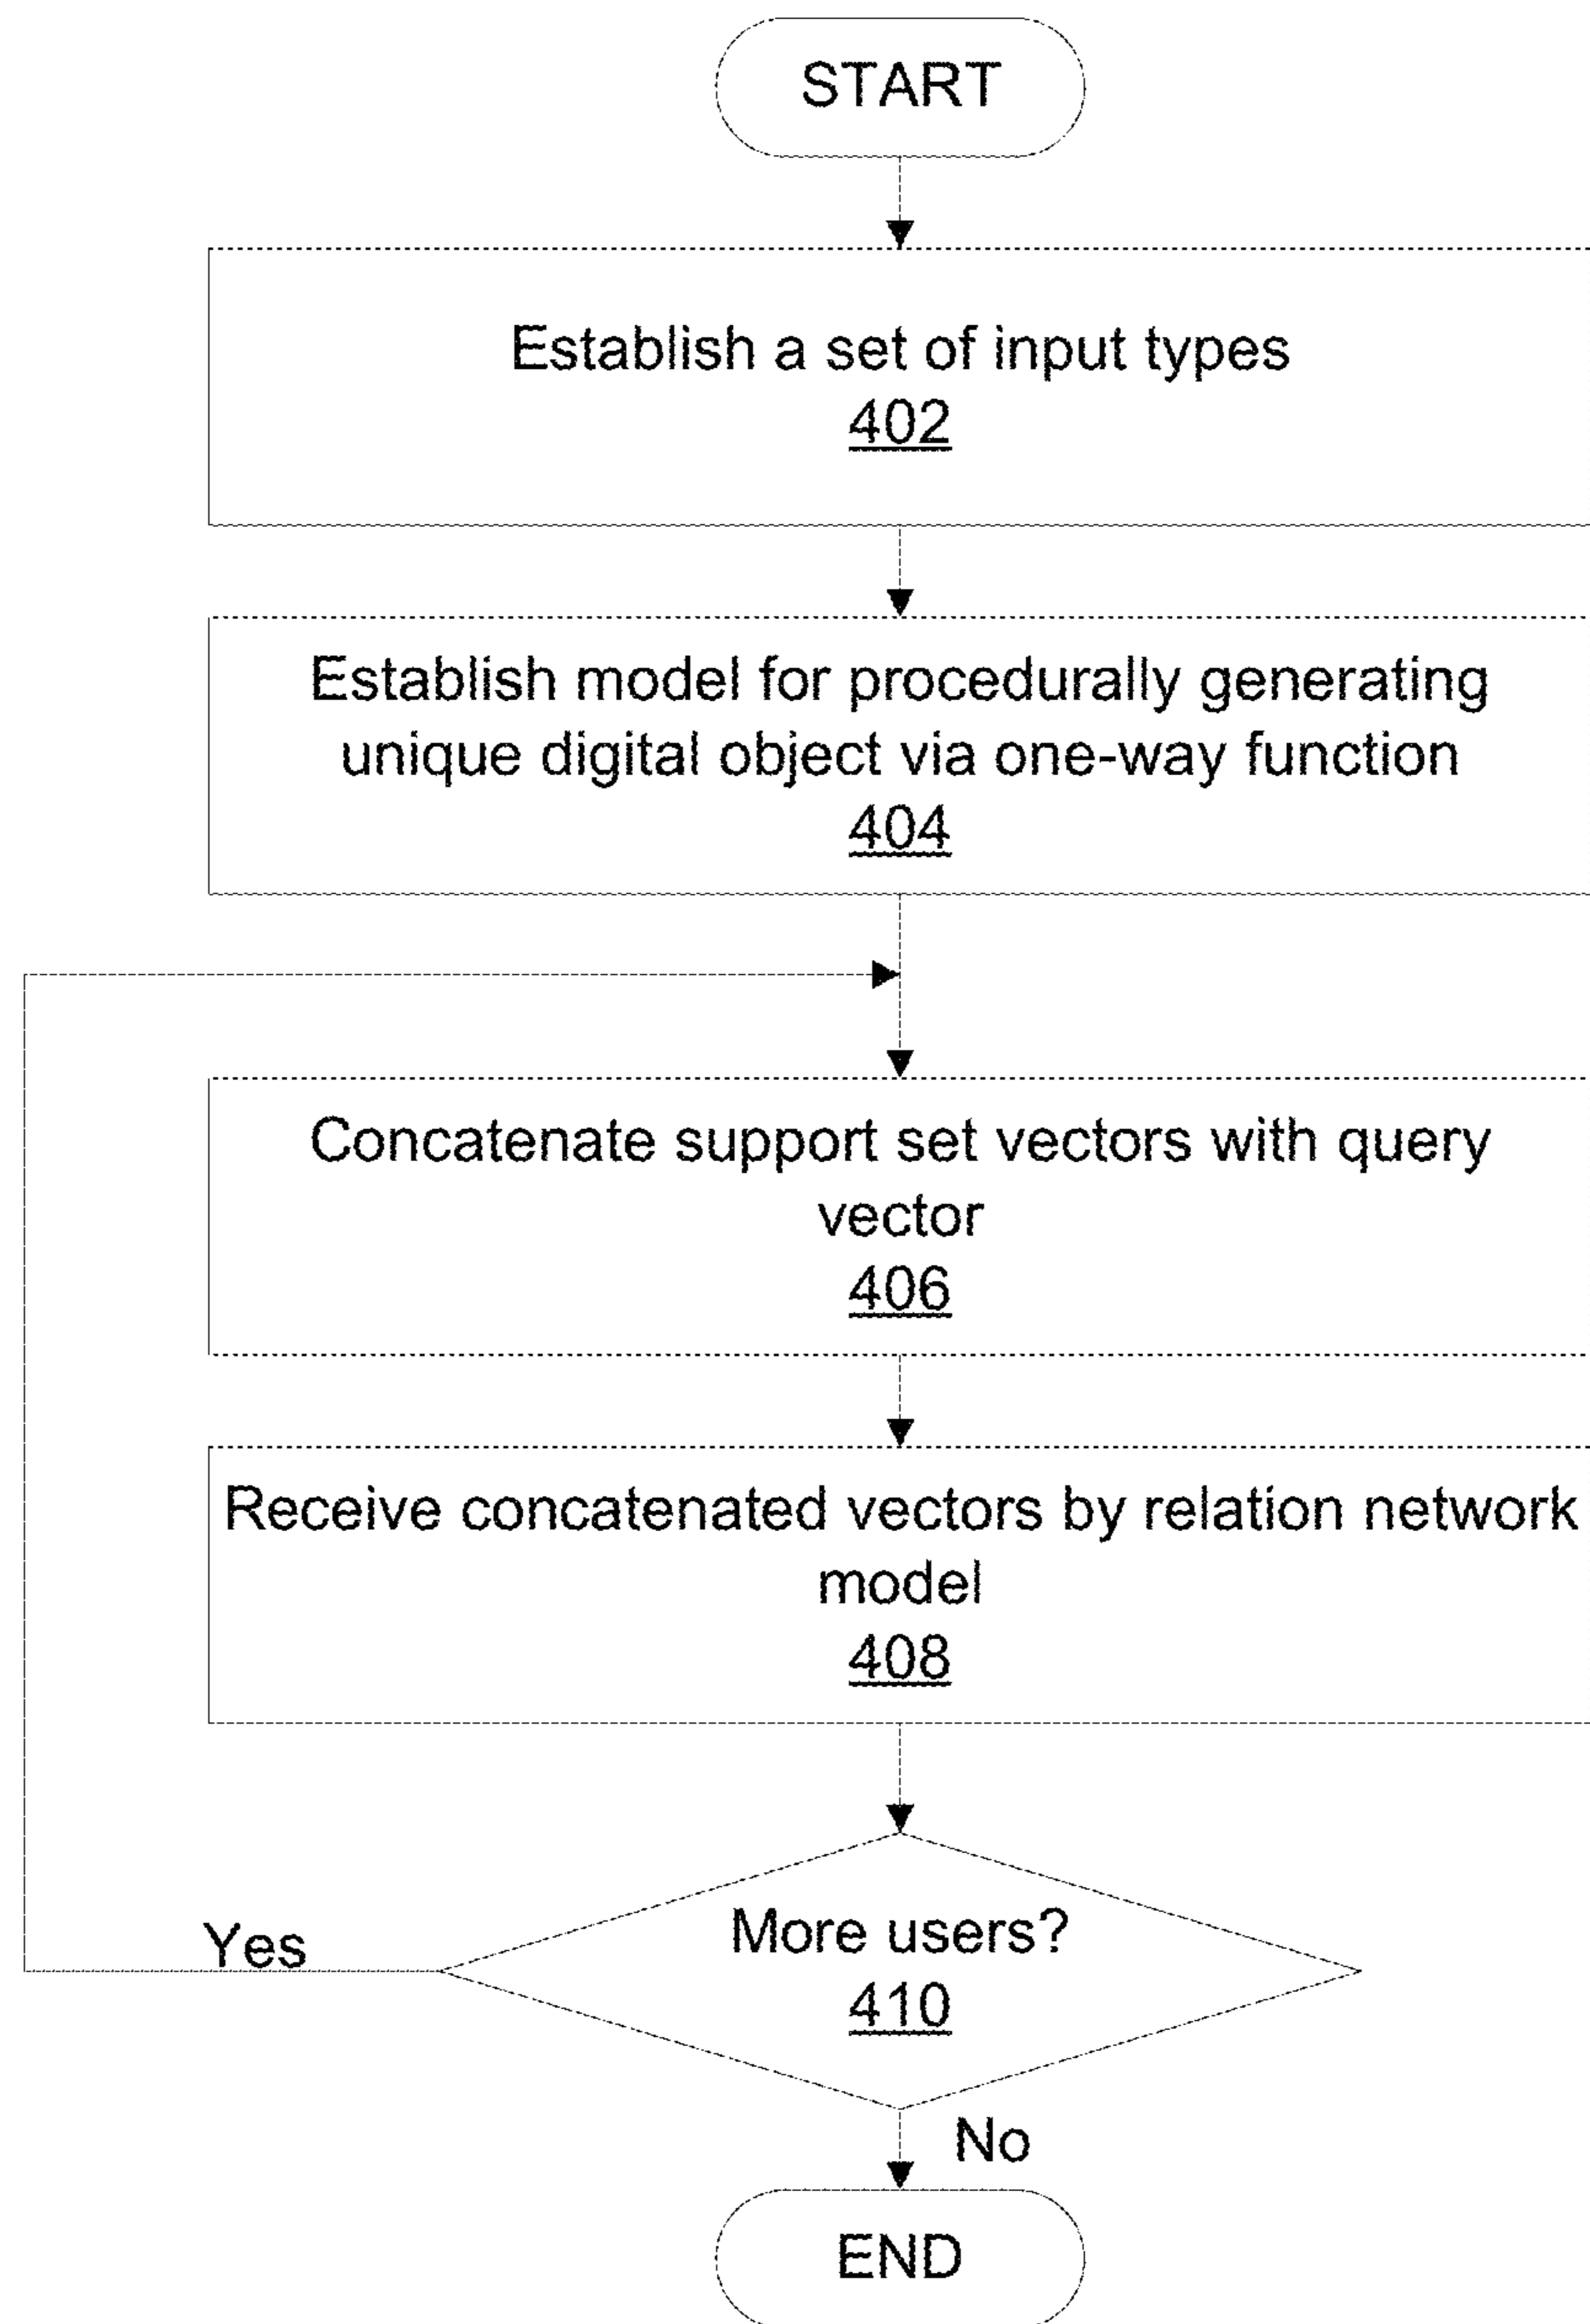 START
Establish a set of input types
402
Establish model for procedurally generating
unique digital object via one-way function
404
Concatenate support set vectors with query
vector
406
Receive concatenated vectors by relation network
model
408
More users?
410
Yes
No
END